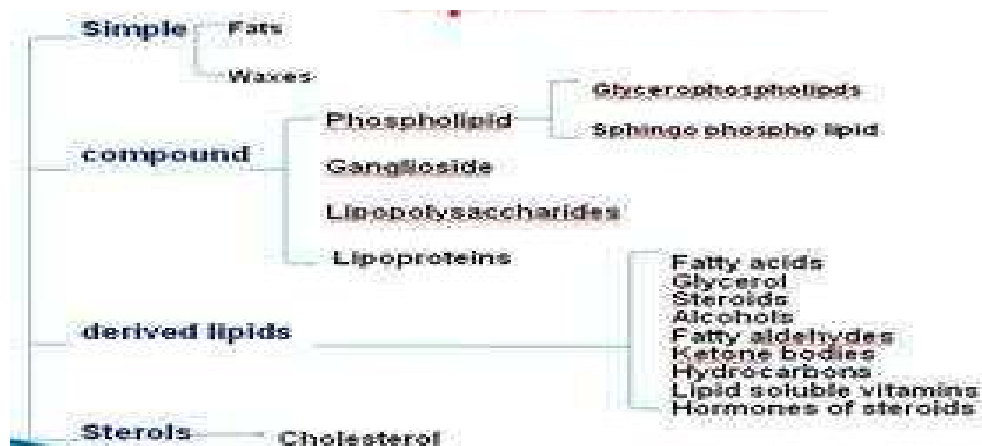 Simple
Fats
Waxes
compound
Phospholipid
Glycerophospholipds
Sphingo phospho lipid
Ganglioside
Lipopolysaccharides
Lipoproteins
derived lipids
Fatty acids
Glycerol
Steroids
Alcohols
Fatty aldehydes
Ketone bodies
Hydrocarbons
Lipid soluble vitamins
Hormones of steroids
Sterols
Cholesterol